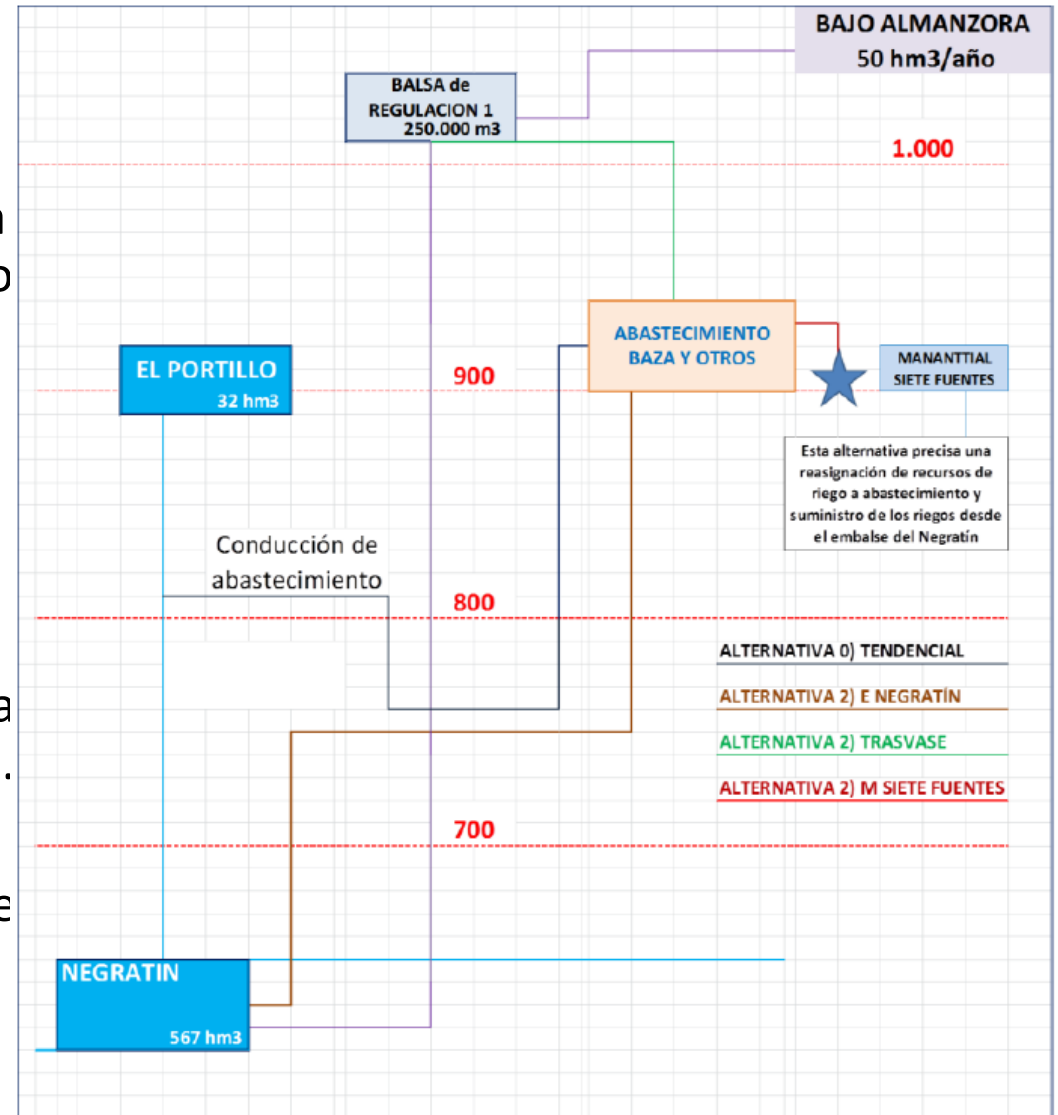 BAJO ALMANZORA
50 hm3/año
BALSA de
REGULACION 1
250.000 m3
1.000
ABASTECIMIENTO
BAZA Y OTROS
EL PORTILLO
32 hm3
900
MANANTTIAL
SIETE FUENTES
Esta alternativa precisa una
reasignación de recursos de
riego a abastecimiento y
suministro de los riegos desde
el embalse del Negratín
Conducción de
abastecimiento
800
ALTERNATIVA 0) TENDENCIAL
ALTERNATIVA 2) E NEGRATÍN
ALTERNATIVA 2) TRASVASE
ALTERNATIVA 2) M SIETE FUENTES
700
NEGRATIN
567 hm3